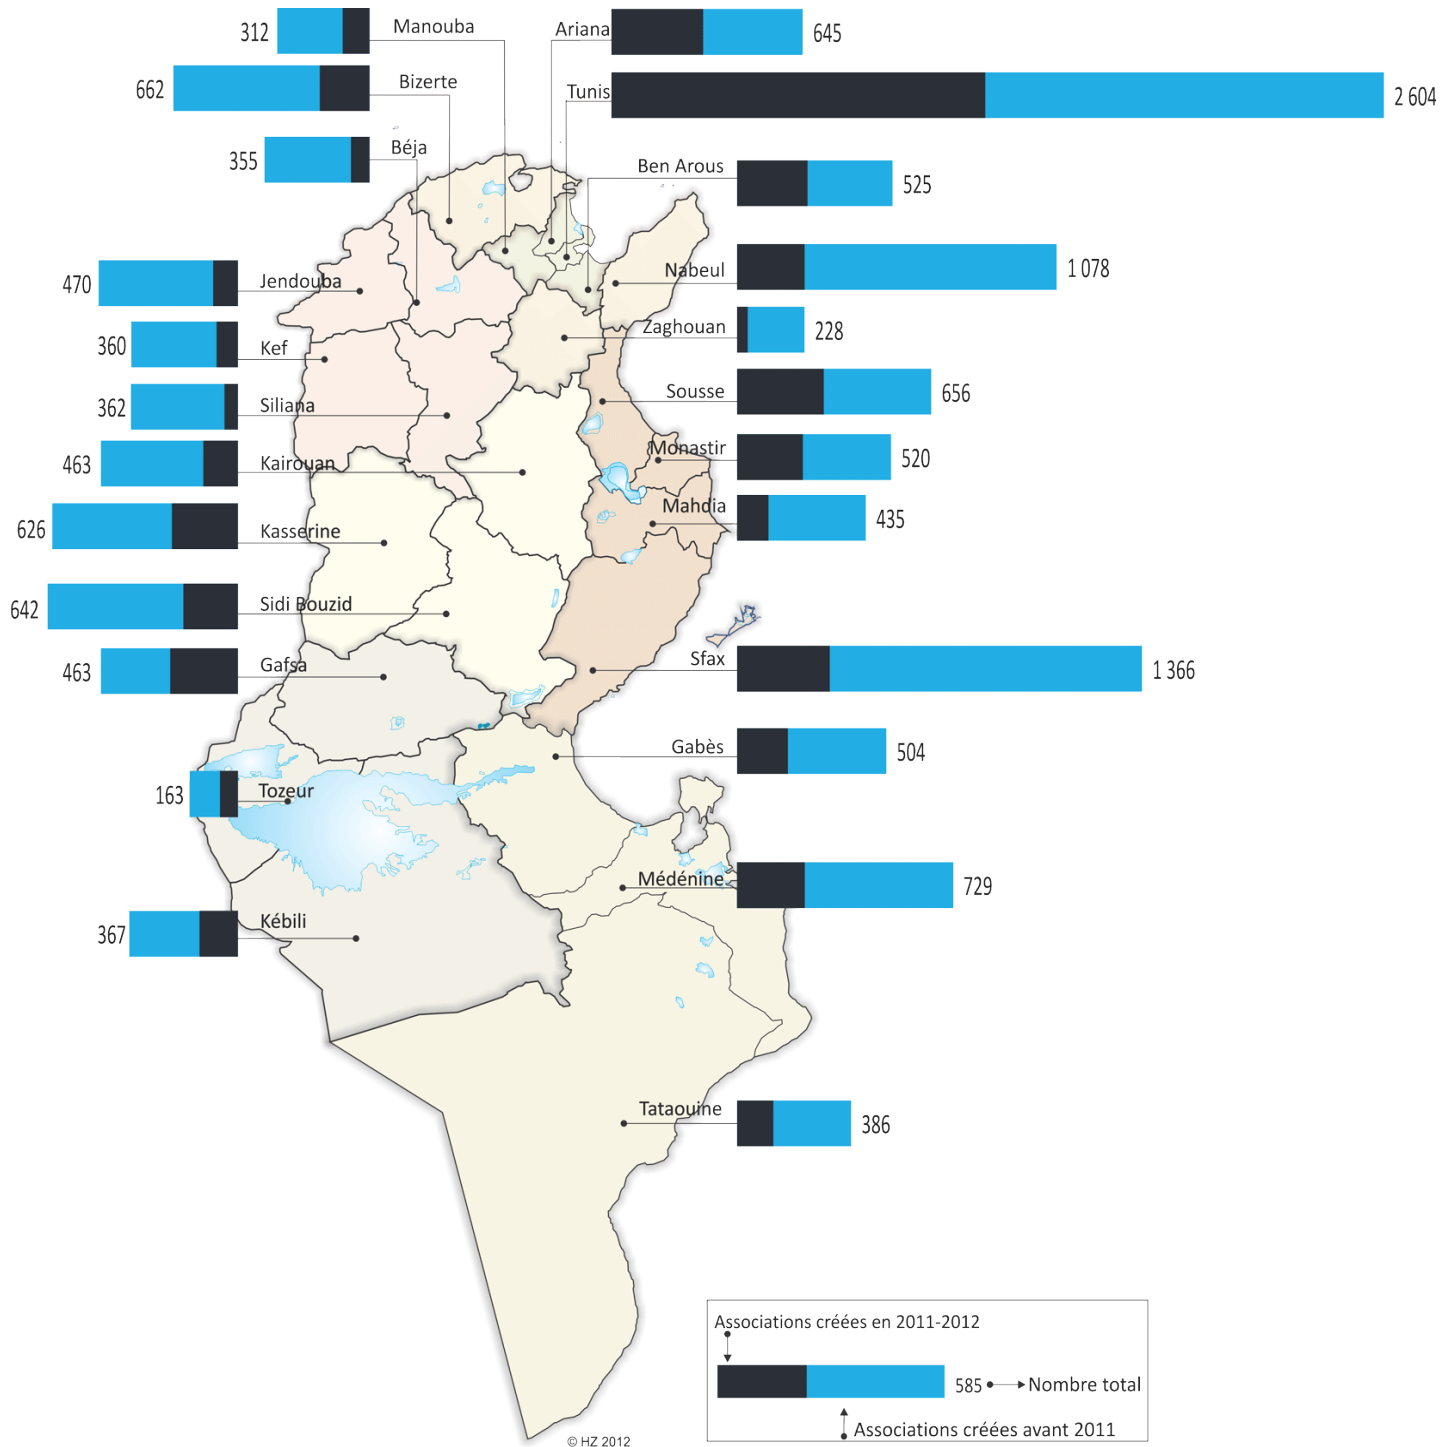 312 Manouba
Ariana 645
662 Bizerte
Tunis 2 604
355 Béja
Ben Arous 525
470 Jendouba
Nabeul 1 078
360 Kef
Zaghouan 228
362 Siliana
Sousse 656
463 Kairouan
Monastir 520
626 Kasserine
Mahdia 435
642 Sidi Bouzid
463 Gafsa
Sfax 1 366
Gabès 504
163 Tozeur
Médénine 729
367 Kébili
Tataouine 386
Associations créées en 2011-2012
585 Nombre total
Associations créées avant 2011
© HZ 2012